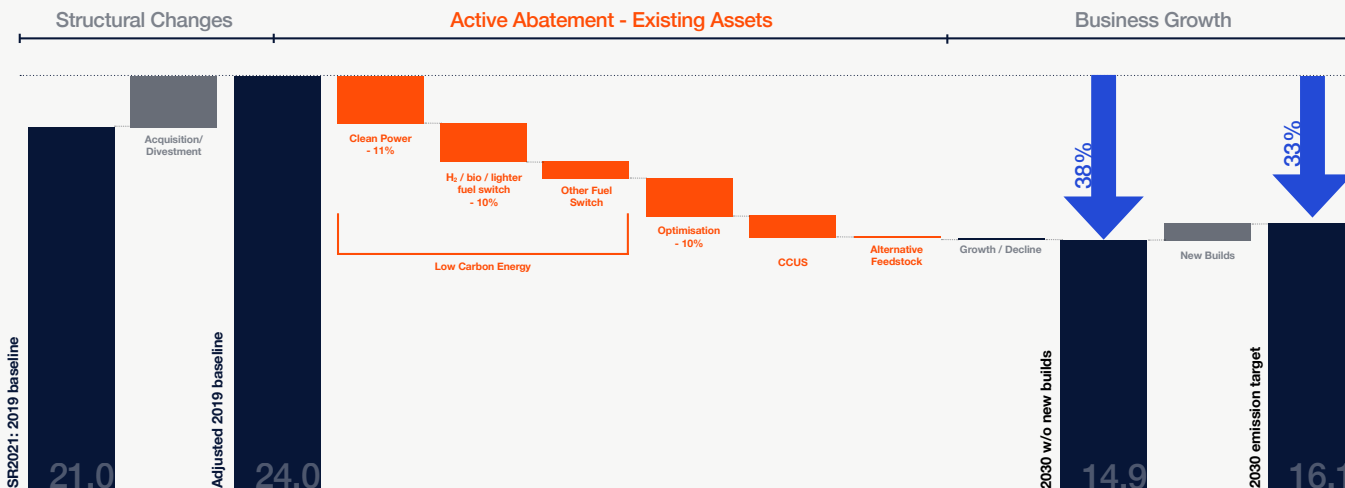 Structural Changes
Active Abatement - Existing Assets
Business Growth
SR2021: 2019 baseline
21.0
Acquisition/
Divestment
Adjusted 2019 baseline
24.0
Clean Power
- 11%
H₂ / bio / lighter
fuel switch
- 10%
Other Fuel
Switch
Low Carbon Energy
Optimisation
- 10%
CCUS
Alternative
Feedstock
Growth / Decline
2030 w/o new builds
38%
14.9
New Builds
2030 emission target
33%
16.1